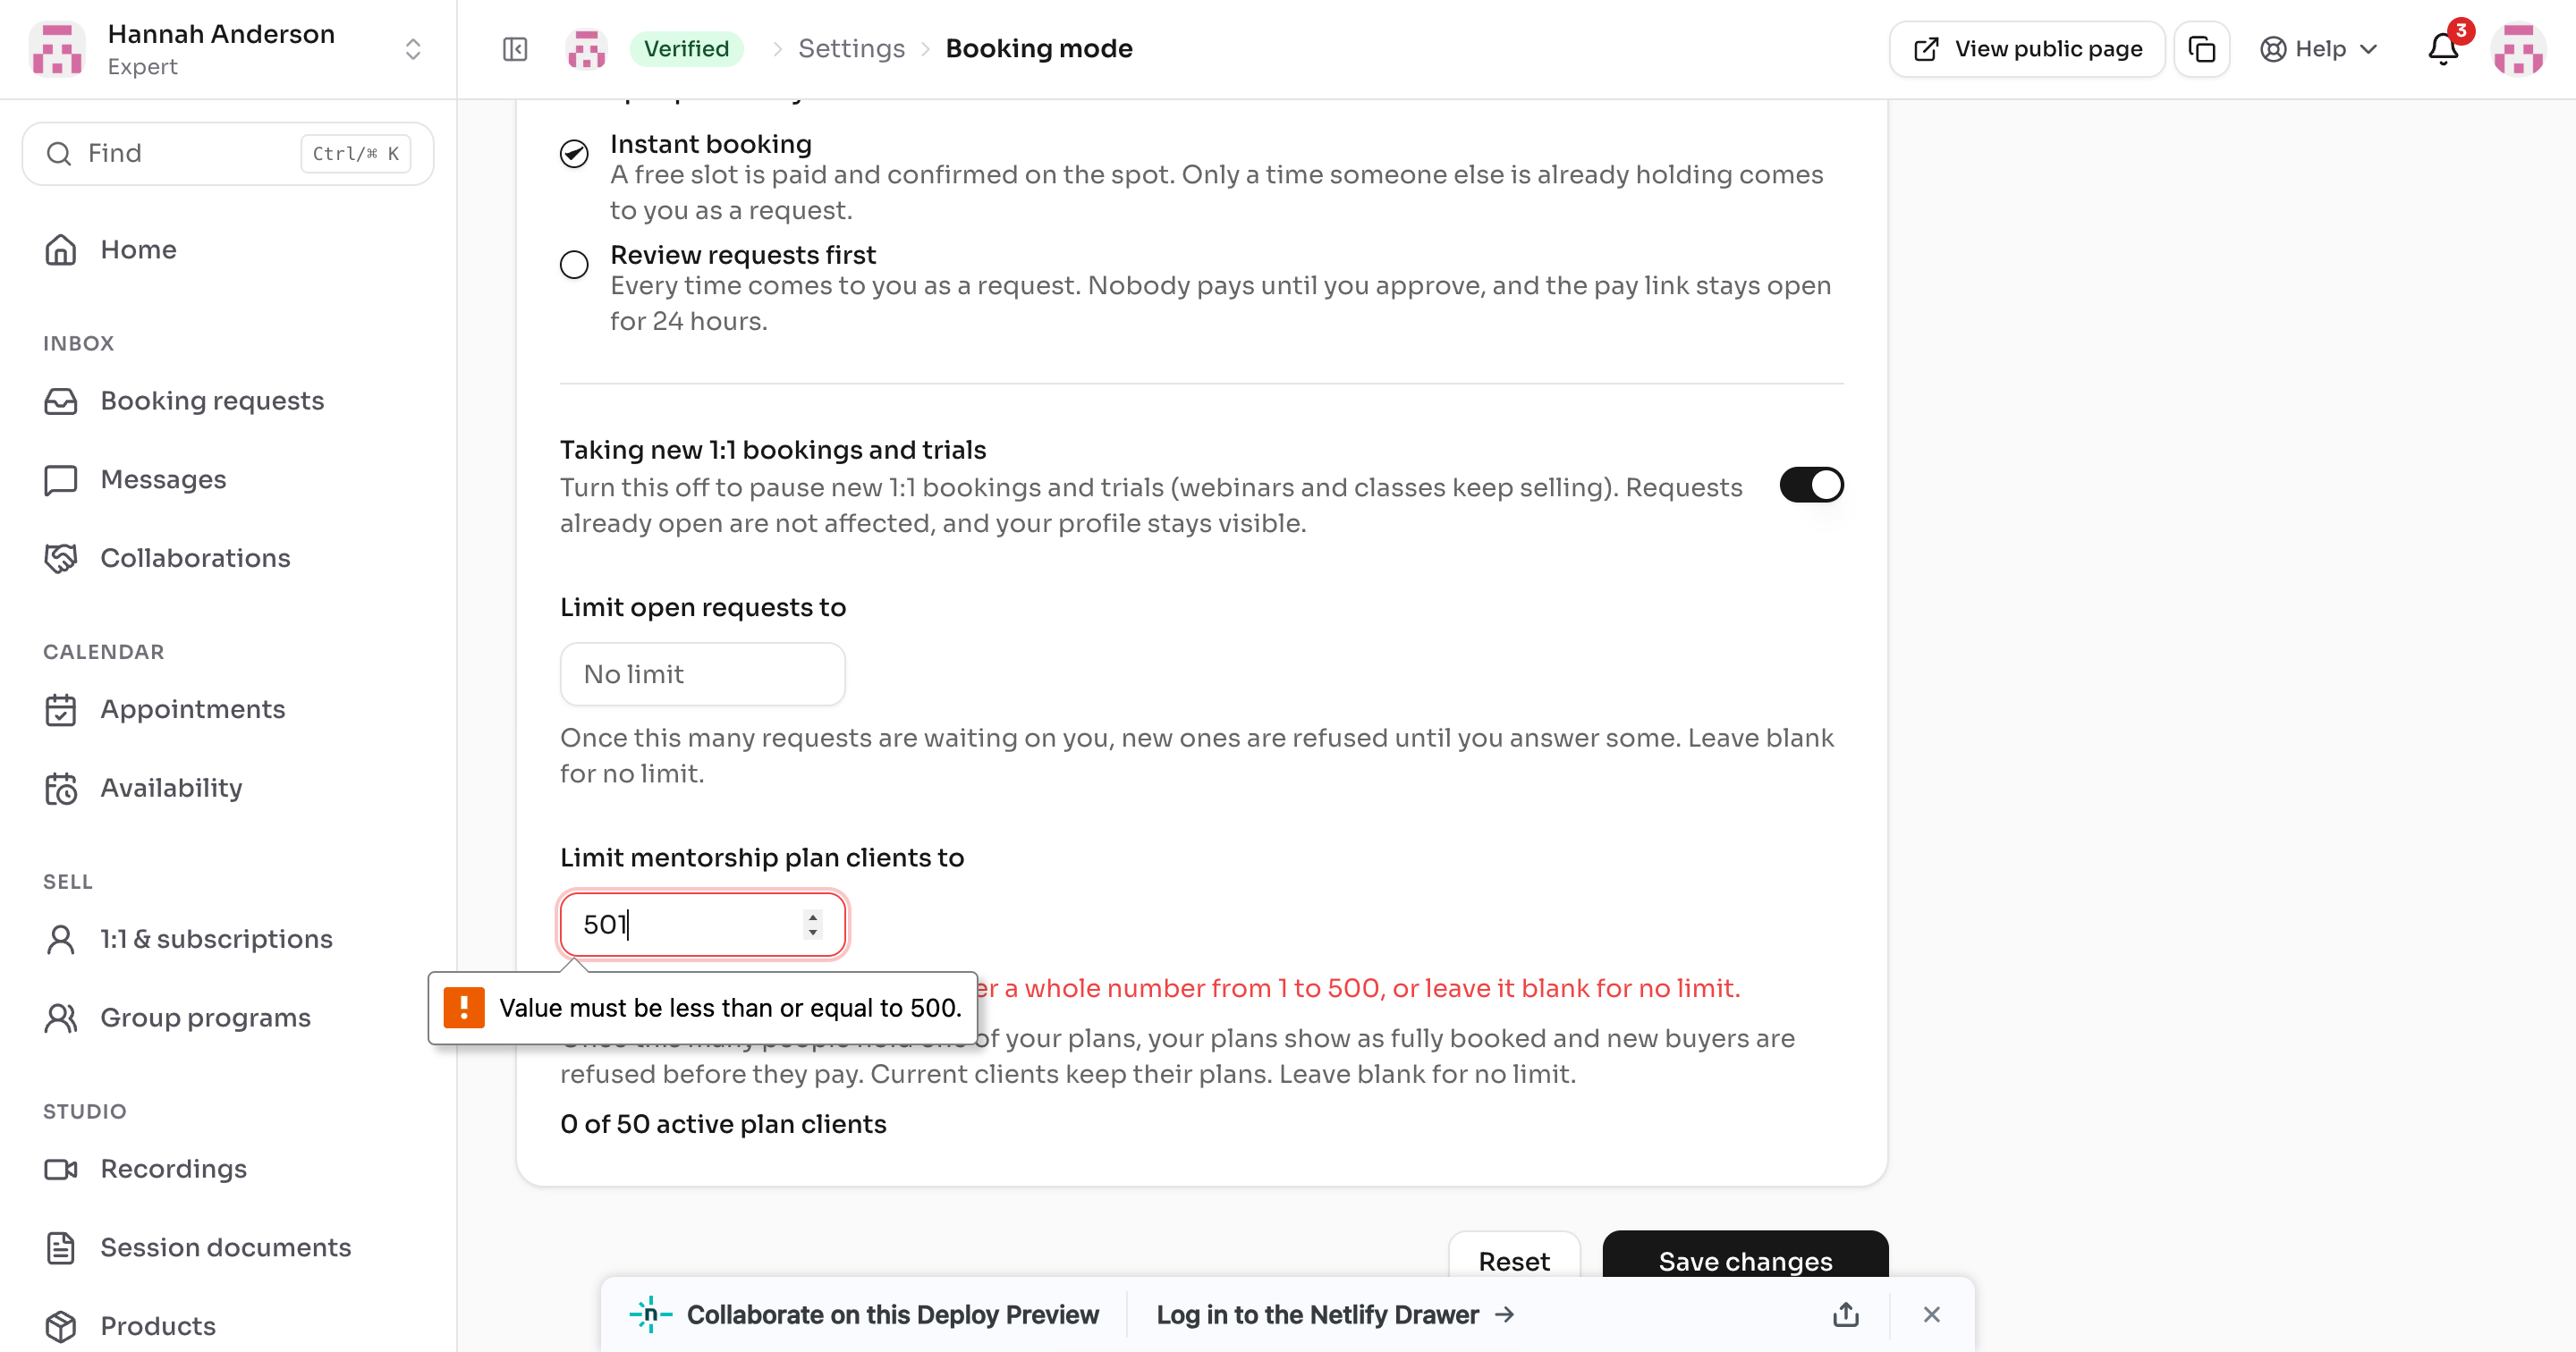 Hannah Anderson
Expert
Verified
Settings
Booking mode
View public page
Help
3
Find
Ctrl/⌘ K
Home
INBOX
Booking requests
Messages
Collaborations
CALENDAR
Appointments
Availability
SELL
1:1 & subscriptions
Group programs
STUDIO
Recordings
Session documents
Products
Instant booking
A free slot is paid and confirmed on the spot. Only a time someone else is already holding comes
to you as a request.
Review requests first
Every time comes to you as a request. Nobody pays until you approve, and the pay link stays open
for 24 hours.
Taking new 1:1 bookings and trials
Turn this off to pause new 1:1 bookings and trials (webinars and classes keep selling). Requests
already open are not affected, and your profile stays visible.
Limit open requests to
No limit
Once this many requests are waiting on you, new ones are refused until you answer some. Leave blank
for no limit.
Limit mentorship plan clients to
501
Value must be less than or equal to 500.
a whole number from 1 to 500, or leave it blank for no limit.
of your plans, your plans show as fully booked and new buyers are
refused before they pay. Current clients keep their plans. Leave blank for no limit.
0 of 50 active plan clients
Reset
Save changes
Collaborate on this Deploy Preview
Log in to the Netlify Drawer →